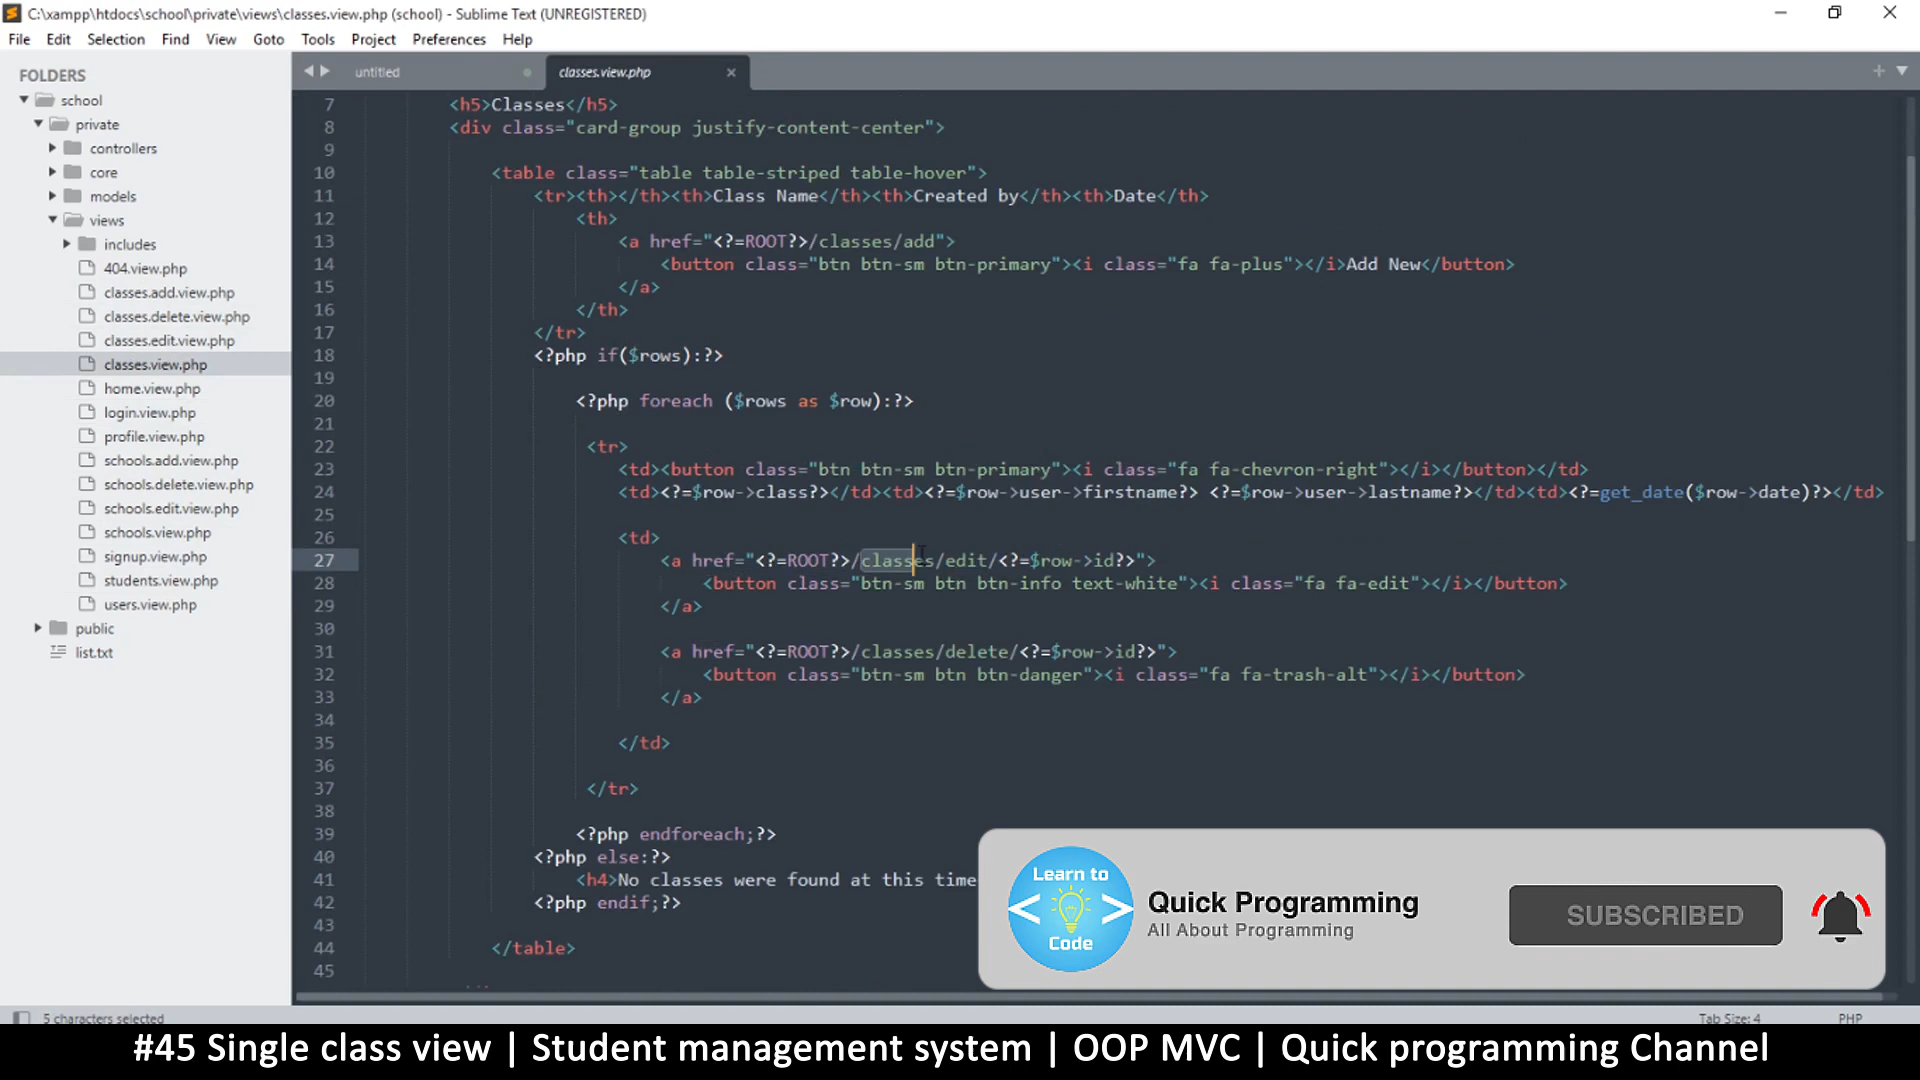 C:\xampp\htdocs\school\private\views\classes.view.php (school) - Sublime Text (UNREGISTERED)
File Edit Selection Find View Goto Tools Project Preferences Help
FOLDERS
school
private
controllers
core
models
views
includes
404.view.php
classes.add.view.php
classes.delete.view.php
classes.edit.view.php
classes.view.php
home.view.php
login.view.php
profile.view.php
schools.add.view.php
schools.delete.view.php
schools.edit.view.php
schools.view.php
signup.view.php
students.view.php
users.view.php
public
list.txt
untitled classes.view.php
7 <h5>Classes</h5>
8 <div class="card-group justify-content-center">
9
10 <table class="table table-striped table-hover">
11 <tr><th></th><th>Class Name</th><th>Created by</th><th>Date</th>
12 <th>
13 <a href="<?=ROOT?>/classes/add">
14 <button class="btn btn-sm btn-primary"><i class="fa fa-plus"></i>Add New</button>
15 </a>
16 </th>
17 </tr>
18 <?php if($rows):?>
19
20 <?php foreach ($rows as $row):?>
21
22 <tr>
23 <td><button class="btn btn-sm btn-primary"><i class="fa fa-chevron-right"></i></button></td>
24 <td><?=$row->class?></td><td><?=$row->user->firstname?> <?=$row->user->lastname?></td><td><?=get_date($row->date)?></td>
25
26 <td>
27 <a href="<?=ROOT?>/classes/edit/<?=$row->id?>">
28 <button class="btn-sm btn btn-info text-white"><i class="fa fa-edit"></i></button>
29 </a>
30
31 <a href="<?=ROOT?>/classes/delete/<?=$row->id?>">
32 <button class="btn-sm btn btn-danger"><i class="fa fa-trash-alt"></i></button>
33 </a>
34
35 </td>
36
37 </tr>
38
39 <?php endforeach;?>
40 <?php else:?>
41 <h4>No classes were found at this time
42 <?php endif;?>
43
44 </table>
45
Learn to
< >
Code
Quick Programming
All About Programming
SUBSCRIBED
5 characters selected
Tab Size: 4 PHP
#45 Single class view | Student management system | OOP MVC | Quick programming Channel